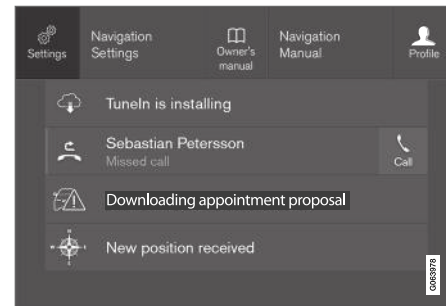 Settings
Navigation
Settings
Owner's
manual
Navigation
Manual
Profile
TuneIn is installing
Sebastian Petersson
Missed call
Call
Downloading appointment proposal
New position received
G063978